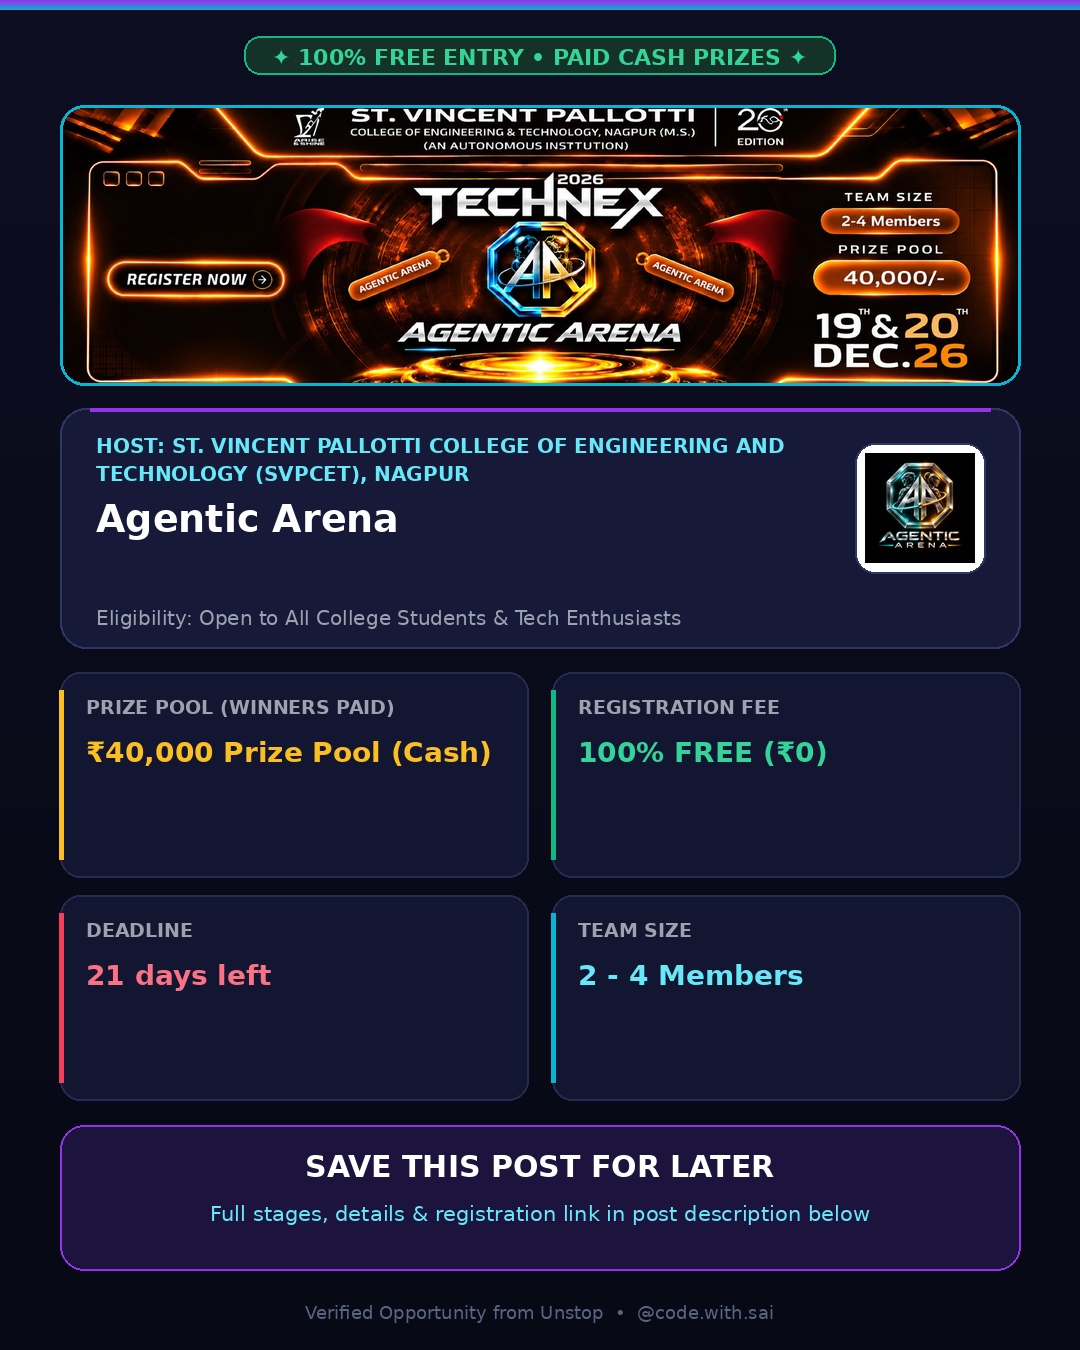 ✦ 100% FREE ENTRY • PAID CASH PRIZES ✦
ARISE
& SHINE
ST. VINCENT PALLOTTI
COLLEGE OF ENGINEERING & TECHNOLOGY, NAGPUR (M.S.)
(AN AUTONOMOUS INSTITUTION)
20th
EDITION
2026
TECHNEX
AGENTIC ARENA
AGENTIC ARENA
AGENTIC ARENA
REGISTER NOW
TEAM SIZE
2-4 Members
PRIZE POOL
40,000/-
19TH & 20TH
DEC.26
HOST: ST. VINCENT PALLOTTI COLLEGE OF ENGINEERING AND
TECHNOLOGY (SVPCET), NAGPUR
Agentic Arena
AGENTIC
ARENA
Eligibility: Open to All College Students & Tech Enthusiasts
PRIZE POOL (WINNERS PAID)
₹40,000 Prize Pool (Cash)
REGISTRATION FEE
100% FREE (₹0)
DEADLINE
21 days left
TEAM SIZE
2 - 4 Members
SAVE THIS POST FOR LATER
Full stages, details & registration link in post description below
Verified Opportunity from Unstop • @code.with.sai